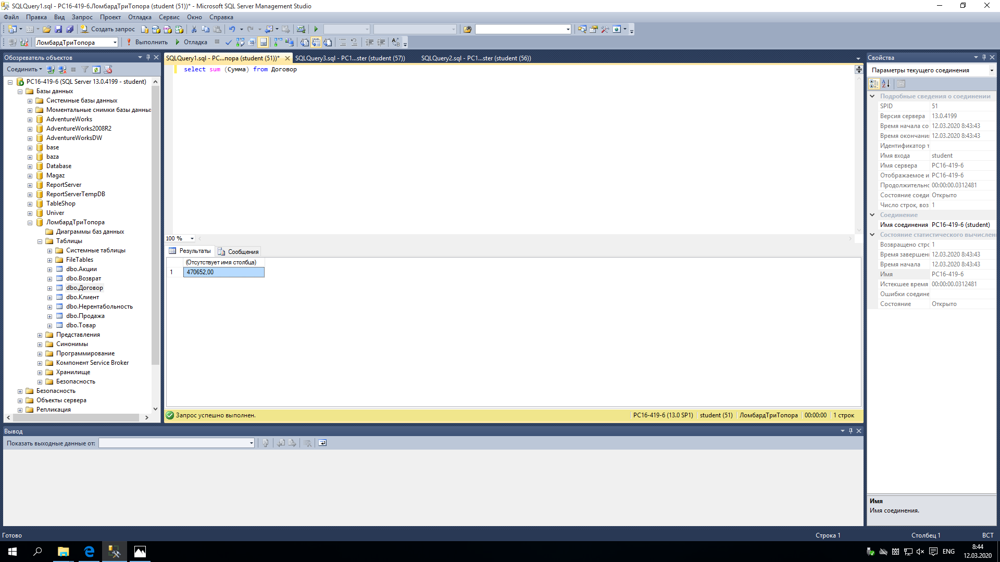 SQLQuery1.sql - PC16-419-6.ЛомбардТриТопора (student (51))* - Microsoft SQL Server Management Studio
Файл Правка Вид Запрос Проект Отладка Сервис Окно Справка
Создать запрос
ЛомбардТриТопора Выполнить Отладка
Обозреватель объектов
Соединить
PC16-419-6 (SQL Server 13.0.4199 - student)
Базы данных
Системные базы данных
Моментальные снимки базы данны
AdventureWorks
AdventureWorks2008R2
AdventureWorksDW
base
baza
Database
Magaz
ReportServer
ReportServerTempDB
TableShop
Univer
ЛомбардТриТопора
Диаграммы баз данных
Таблицы
Системные таблицы
FileTables
dbo.Акции
dbo.Возврат
dbo.Договор
dbo.Клиент
dbo.Нерентабольность
dbo.Продажа
dbo.Товар
Представления
Синонимы
Программирование
Компонент Service Broker
Хранилище
Безопасность
Безопасность
Объекты сервера
Репликация
SQLQuery1.sql - PC...пора (student (51))* SQLQuery3.sql - PC1...ster (student (57)) SQLQuery2.sql - PC1...ster (student (56))
select sum (Сумма) from Договор
100 %
Результаты Сообщения
(Отсутствует имя столбца)
1 470652,00
Запрос успешно выполнен. PC16-419-6 (13.0 SP1) student (51) ЛомбардТриТопора 00:00:00 1 строк
Свойства
Параметры текущего соединения
Подробные сведения о соединении
SPID 51
Версия сервера 13.0.4199
Время начала со 12.03.2020 8:43:43
Время окончани 12.03.2020 8:43:43
Идентификатор т
Имя входа student
Имя сервера PC16-419-6
Отображаемое и PC16-419-6
Продолжительнс 00:00:00.0312481
Состояние соеди Открыто
Число строк, воз 1
Соединение
Имя соединения PC16-419-6 (student)
Состояние статистического вычислен
Возвращено стрс 1
Время завершен 12.03.2020 8:43:43
Время начала 12.03.2020 8:43:43
Имя PC16-419-6
Истекшее время 00:00:00.0312481
Ошибки соедине
Состояние Открыто
Имя
Имя соединения.
Вывод
Показать выходные данные от:
Готово Строка 1 Столбец 1 ВСТ
ENG
8:44
12.03.2020